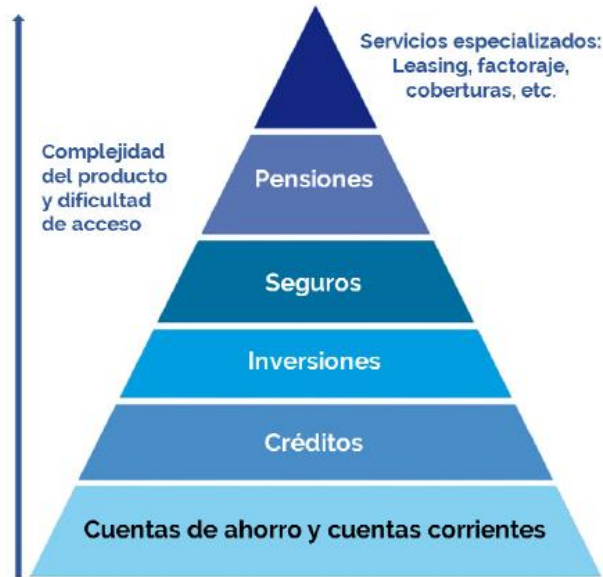 Servicios especializados:
Leasing, factoraje,
coberturas, etc.
Complejidad
del producto
y dificultad
de acceso
Pensiones
Seguros
Inversiones
Créditos
Cuentas de ahorro y cuentas corrientes